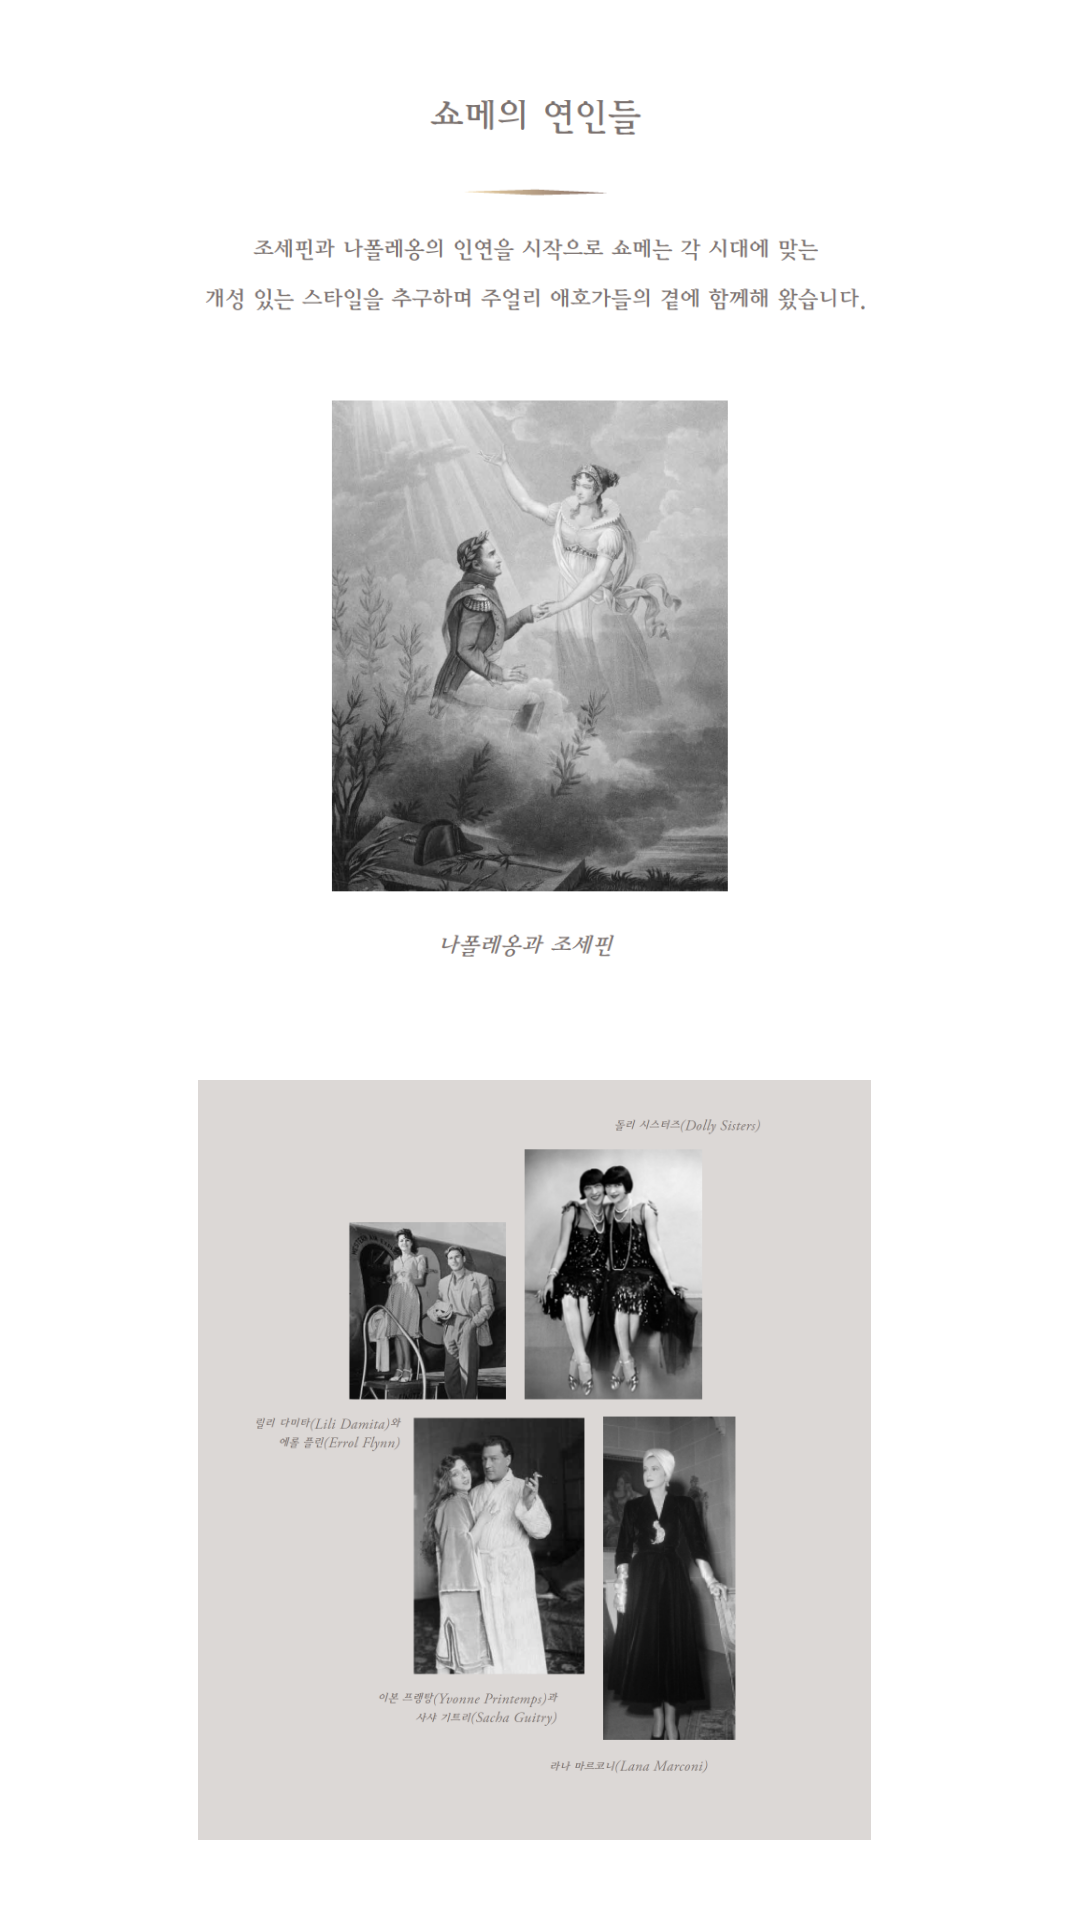 쇼메의 연인들
조세핀과 나폴레옹의 인연을 시작으로 쇼메는 각 시대에 맞는
개성 있는 스타일을 추구하며 주얼리 애호가들의 곁에 함께해 왔습니다.
나폴레옹과 조세핀
돌리 시스터즈(Dolly Sisters)
릴리 다미타(Lili Damita)와
에롤 플린(Errol Flynn)
이본 프랭탕(Yvonne Printemps)과
사샤 기트리(Sacha Guitry)
라나 마르코니(Lana Marconi)